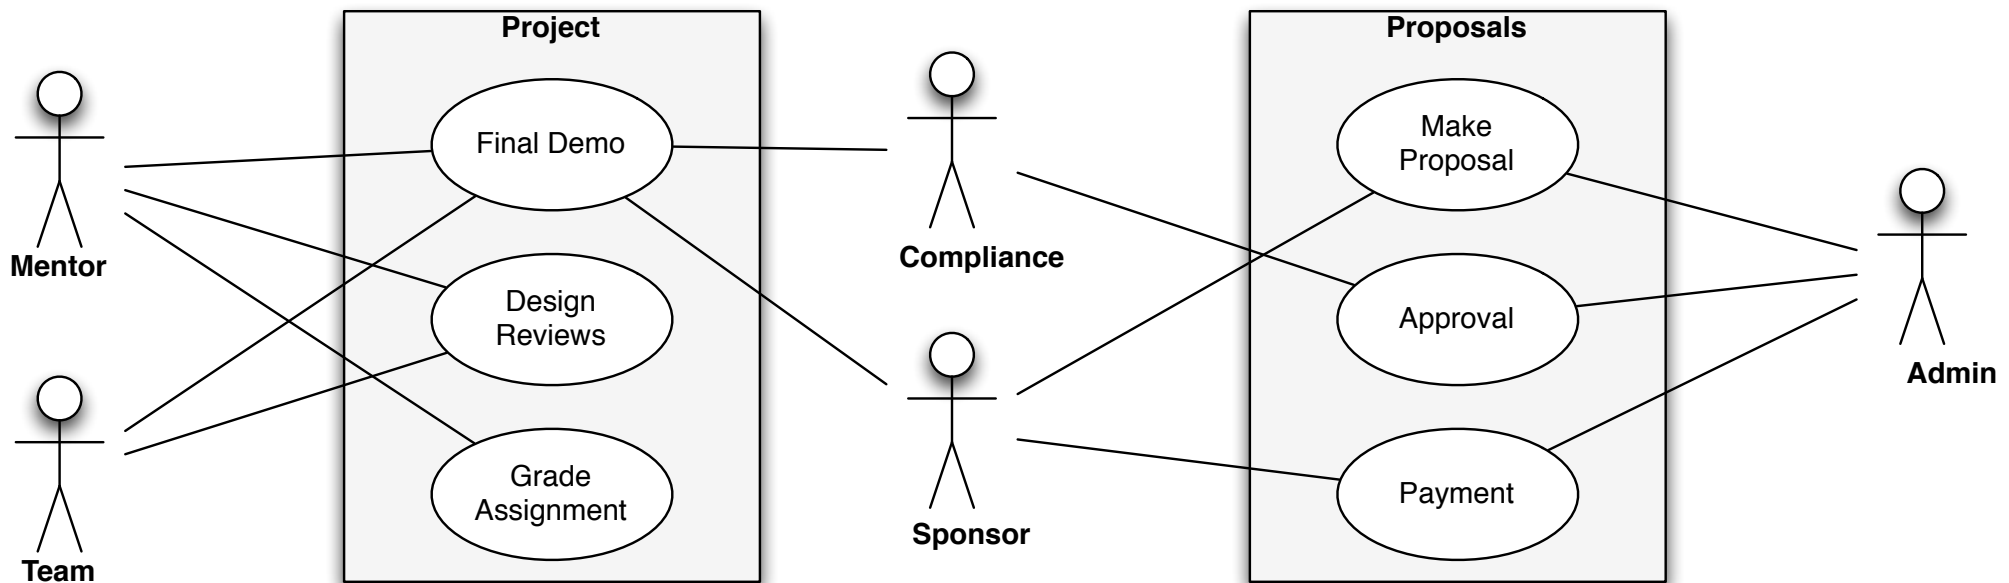 Project
Final Demo
Design
Reviews
Grade
Assignment
Mentor
Team
Compliance
Sponsor
Proposals
Make
Proposal
Approval
Payment
Admin